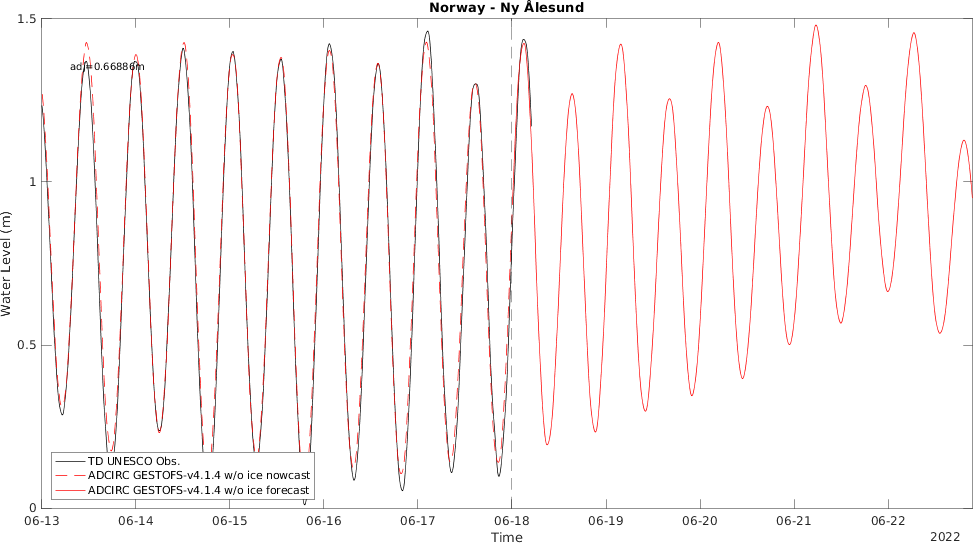 Norway - Ny Ålesund
1.5
adj=0.66886m
1
Water Level (m)
0.5
TD UNESCO Obs.
ADCIRC GESTOFS-v4.1.4 w/o ice nowcast
ADCIRC GESTOFS-v4.1.4 w/o ice forecast
0
06-13 06-14 06-15 06-16 06-17 06-18 06-19 06-20 06-21 06-22
Time
2022